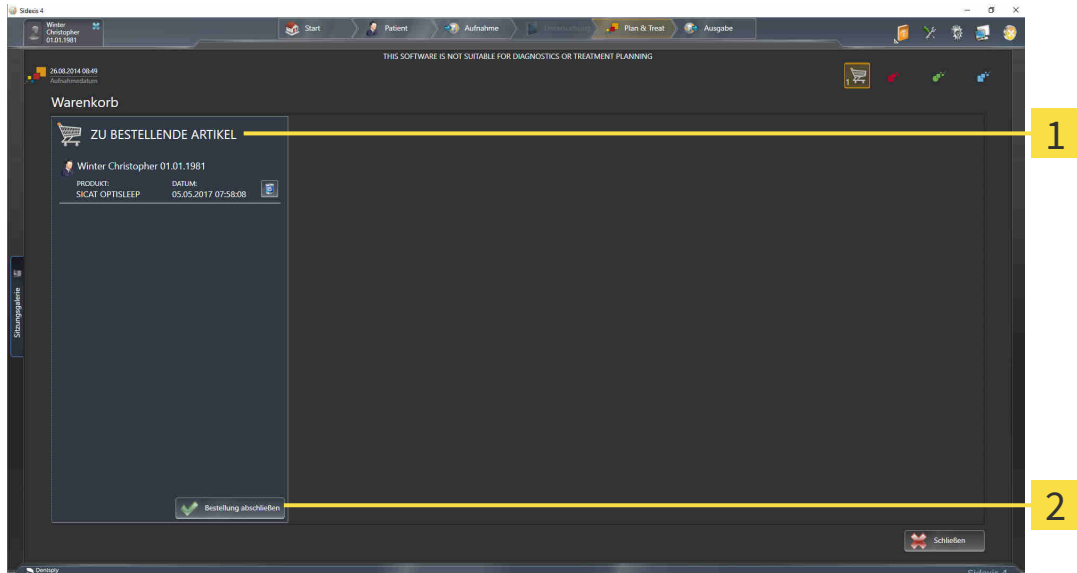 Sidexis 4
Winter
Christopher
01.01.1981
Start
Patient
Aufnahme
Plan & Treat
Ausgabe
THIS SOFTWARE IS NOT SUITABLE FOR DIAGNOSTICS OR TREATMENT PLANNING
26.08.2014 08:49
Aufnahmedatum
1
Warenkorb
ZU BESTELLENDE ARTIKEL
1
Winter Christopher 01.01.1981
PRODUKT: DATUM:
SICAT OPTISLEEP 05.05.2017 07:58:08
Sitzungsgalerie
Bestellung abschließen
2
Schließen
Dentsply
Sidexis 4